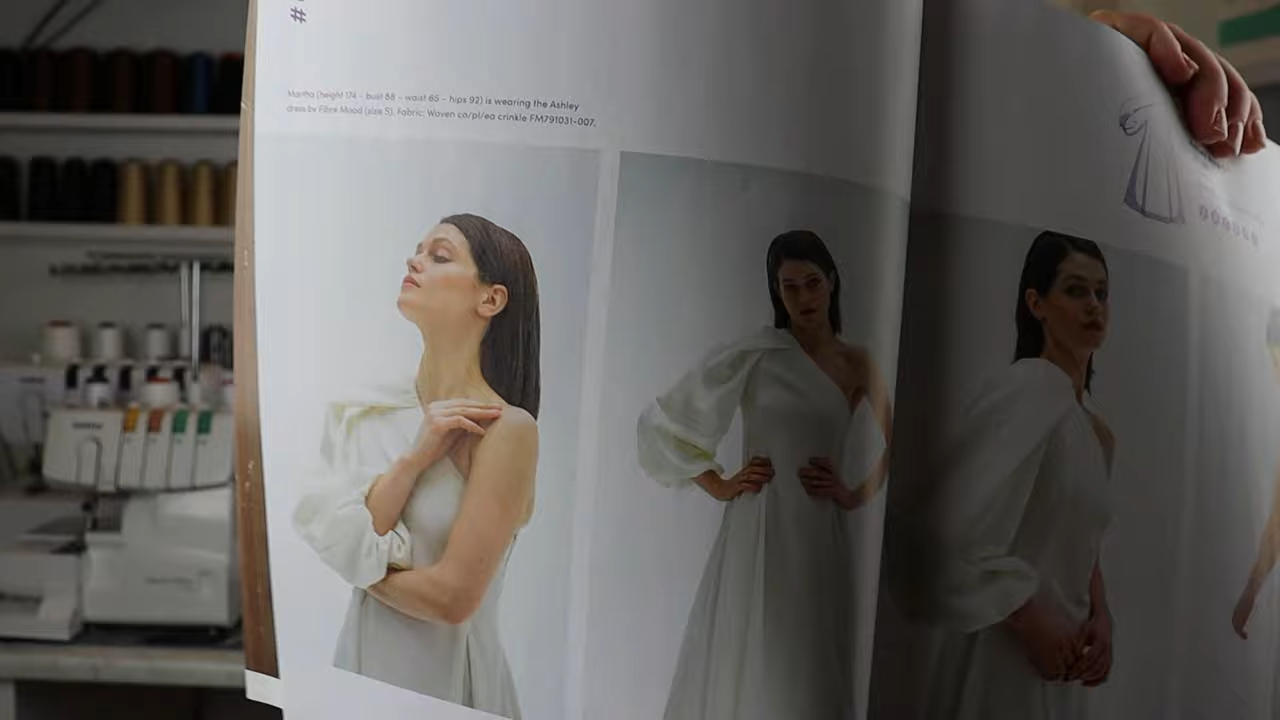 #
Martha (height 174 - bust 88 - waist 65 - hips 92) is wearing the Ashley
dress by Fibre Mood (size S). Fabric: Woven co/pl/ea crinkle FM791031-007.